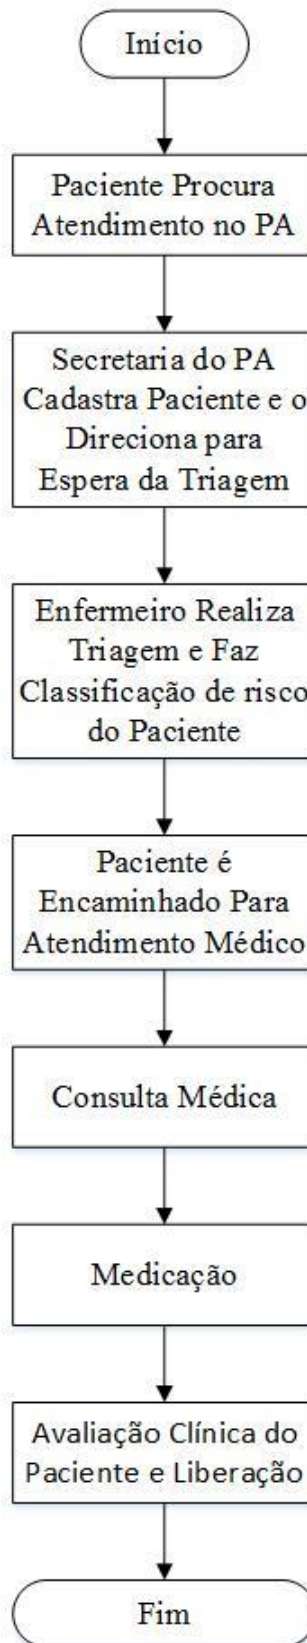 Início
Paciente Procura
Atendimento no PA
Secretaria do PA
Cadastra Paciente e o
Direciona para
Espera da Triagem
Enfermeiro Realiza
Triagem e Faz
Classificação de risco
do Paciente
Paciente é
Encaminhado Para
Atendimento Médico
Consulta Médica
Medicação
Avaliação Clínica do
Paciente e Liberação
Fim